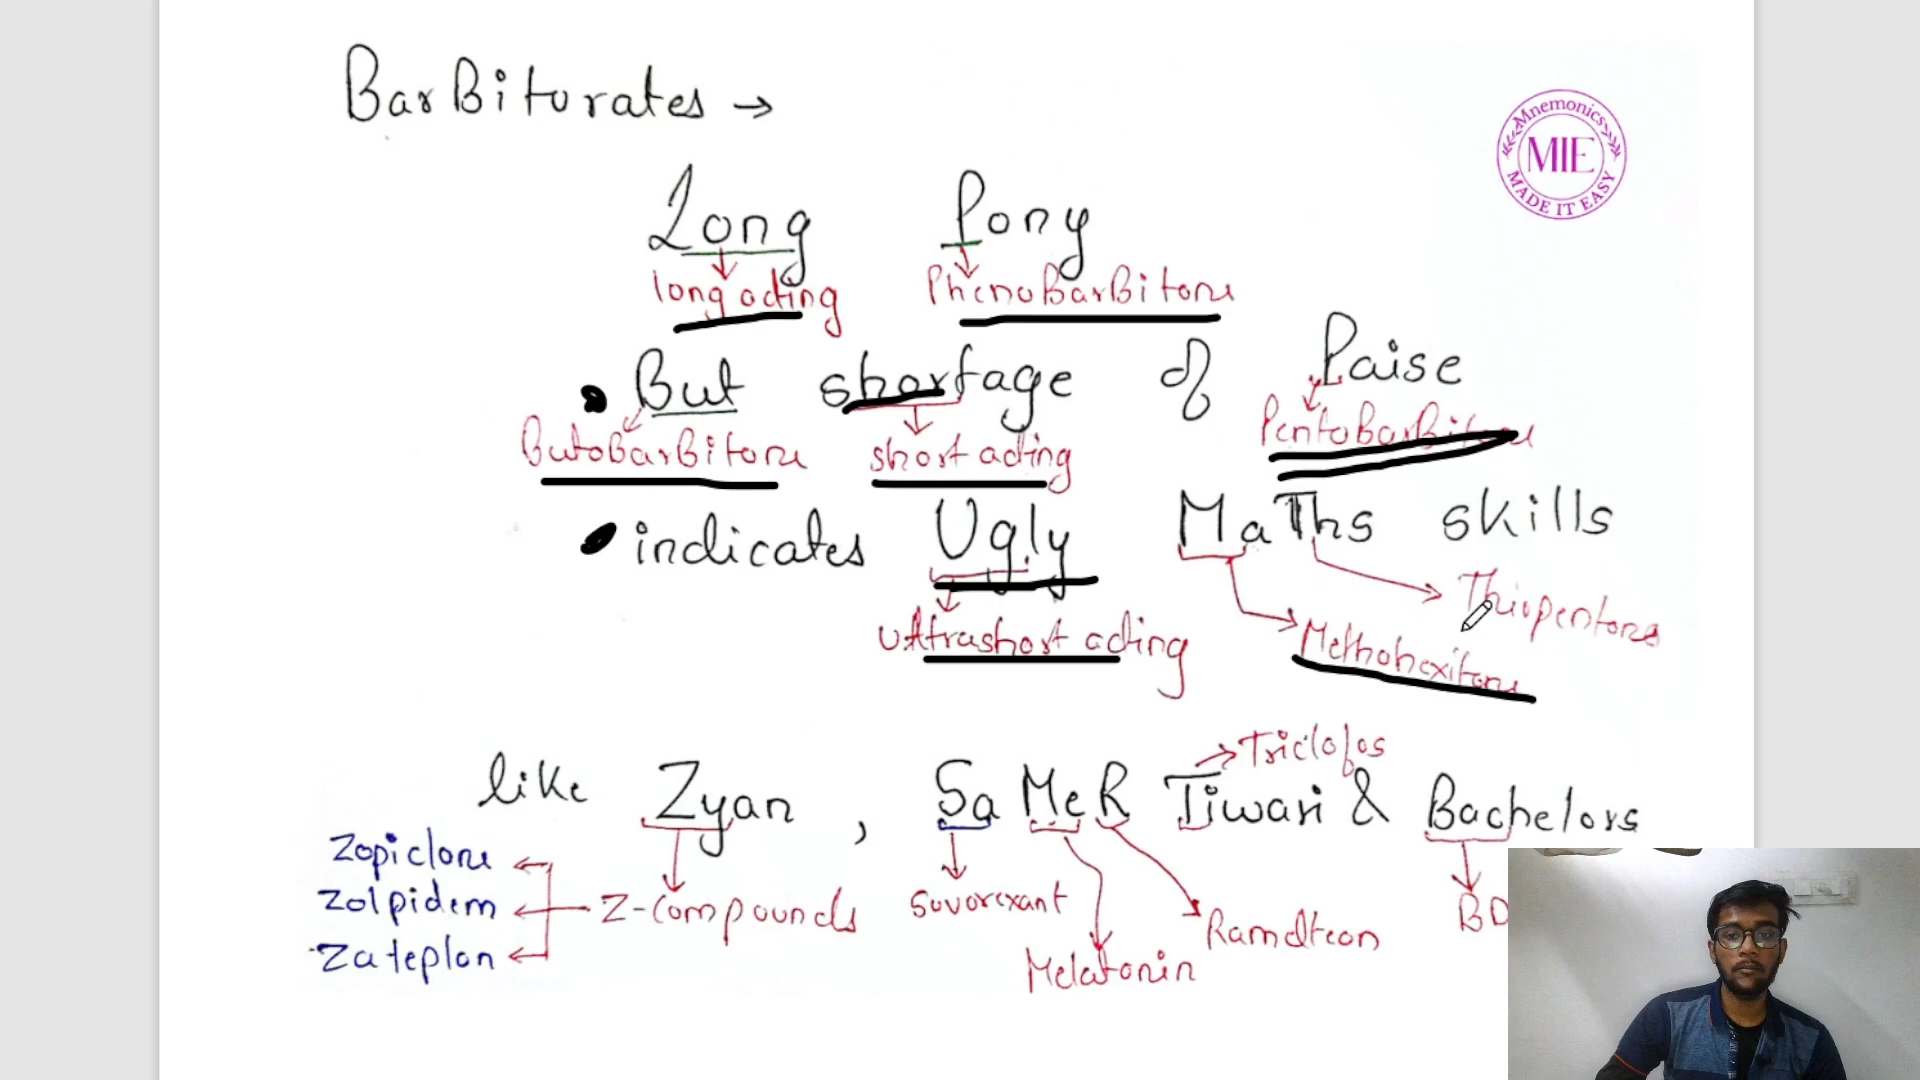 BarBiturates →
Mnemonics
MIE
MADE IT EASY
Long Pony
long acting PhenoBarBitone
But shortage of Paise
ButoBarBitone short acting PentoBarBitone
indicates Ugly MaThs skills
Thiopentone
ultrashort acting Methohexitone
Triclofos
like Zyan, SaMeR Tiwari & Bachelors
Zopiclone
Zolpidem Z-compounds Suvorexant BD
Ramelteon
Zaleplon Melatonin